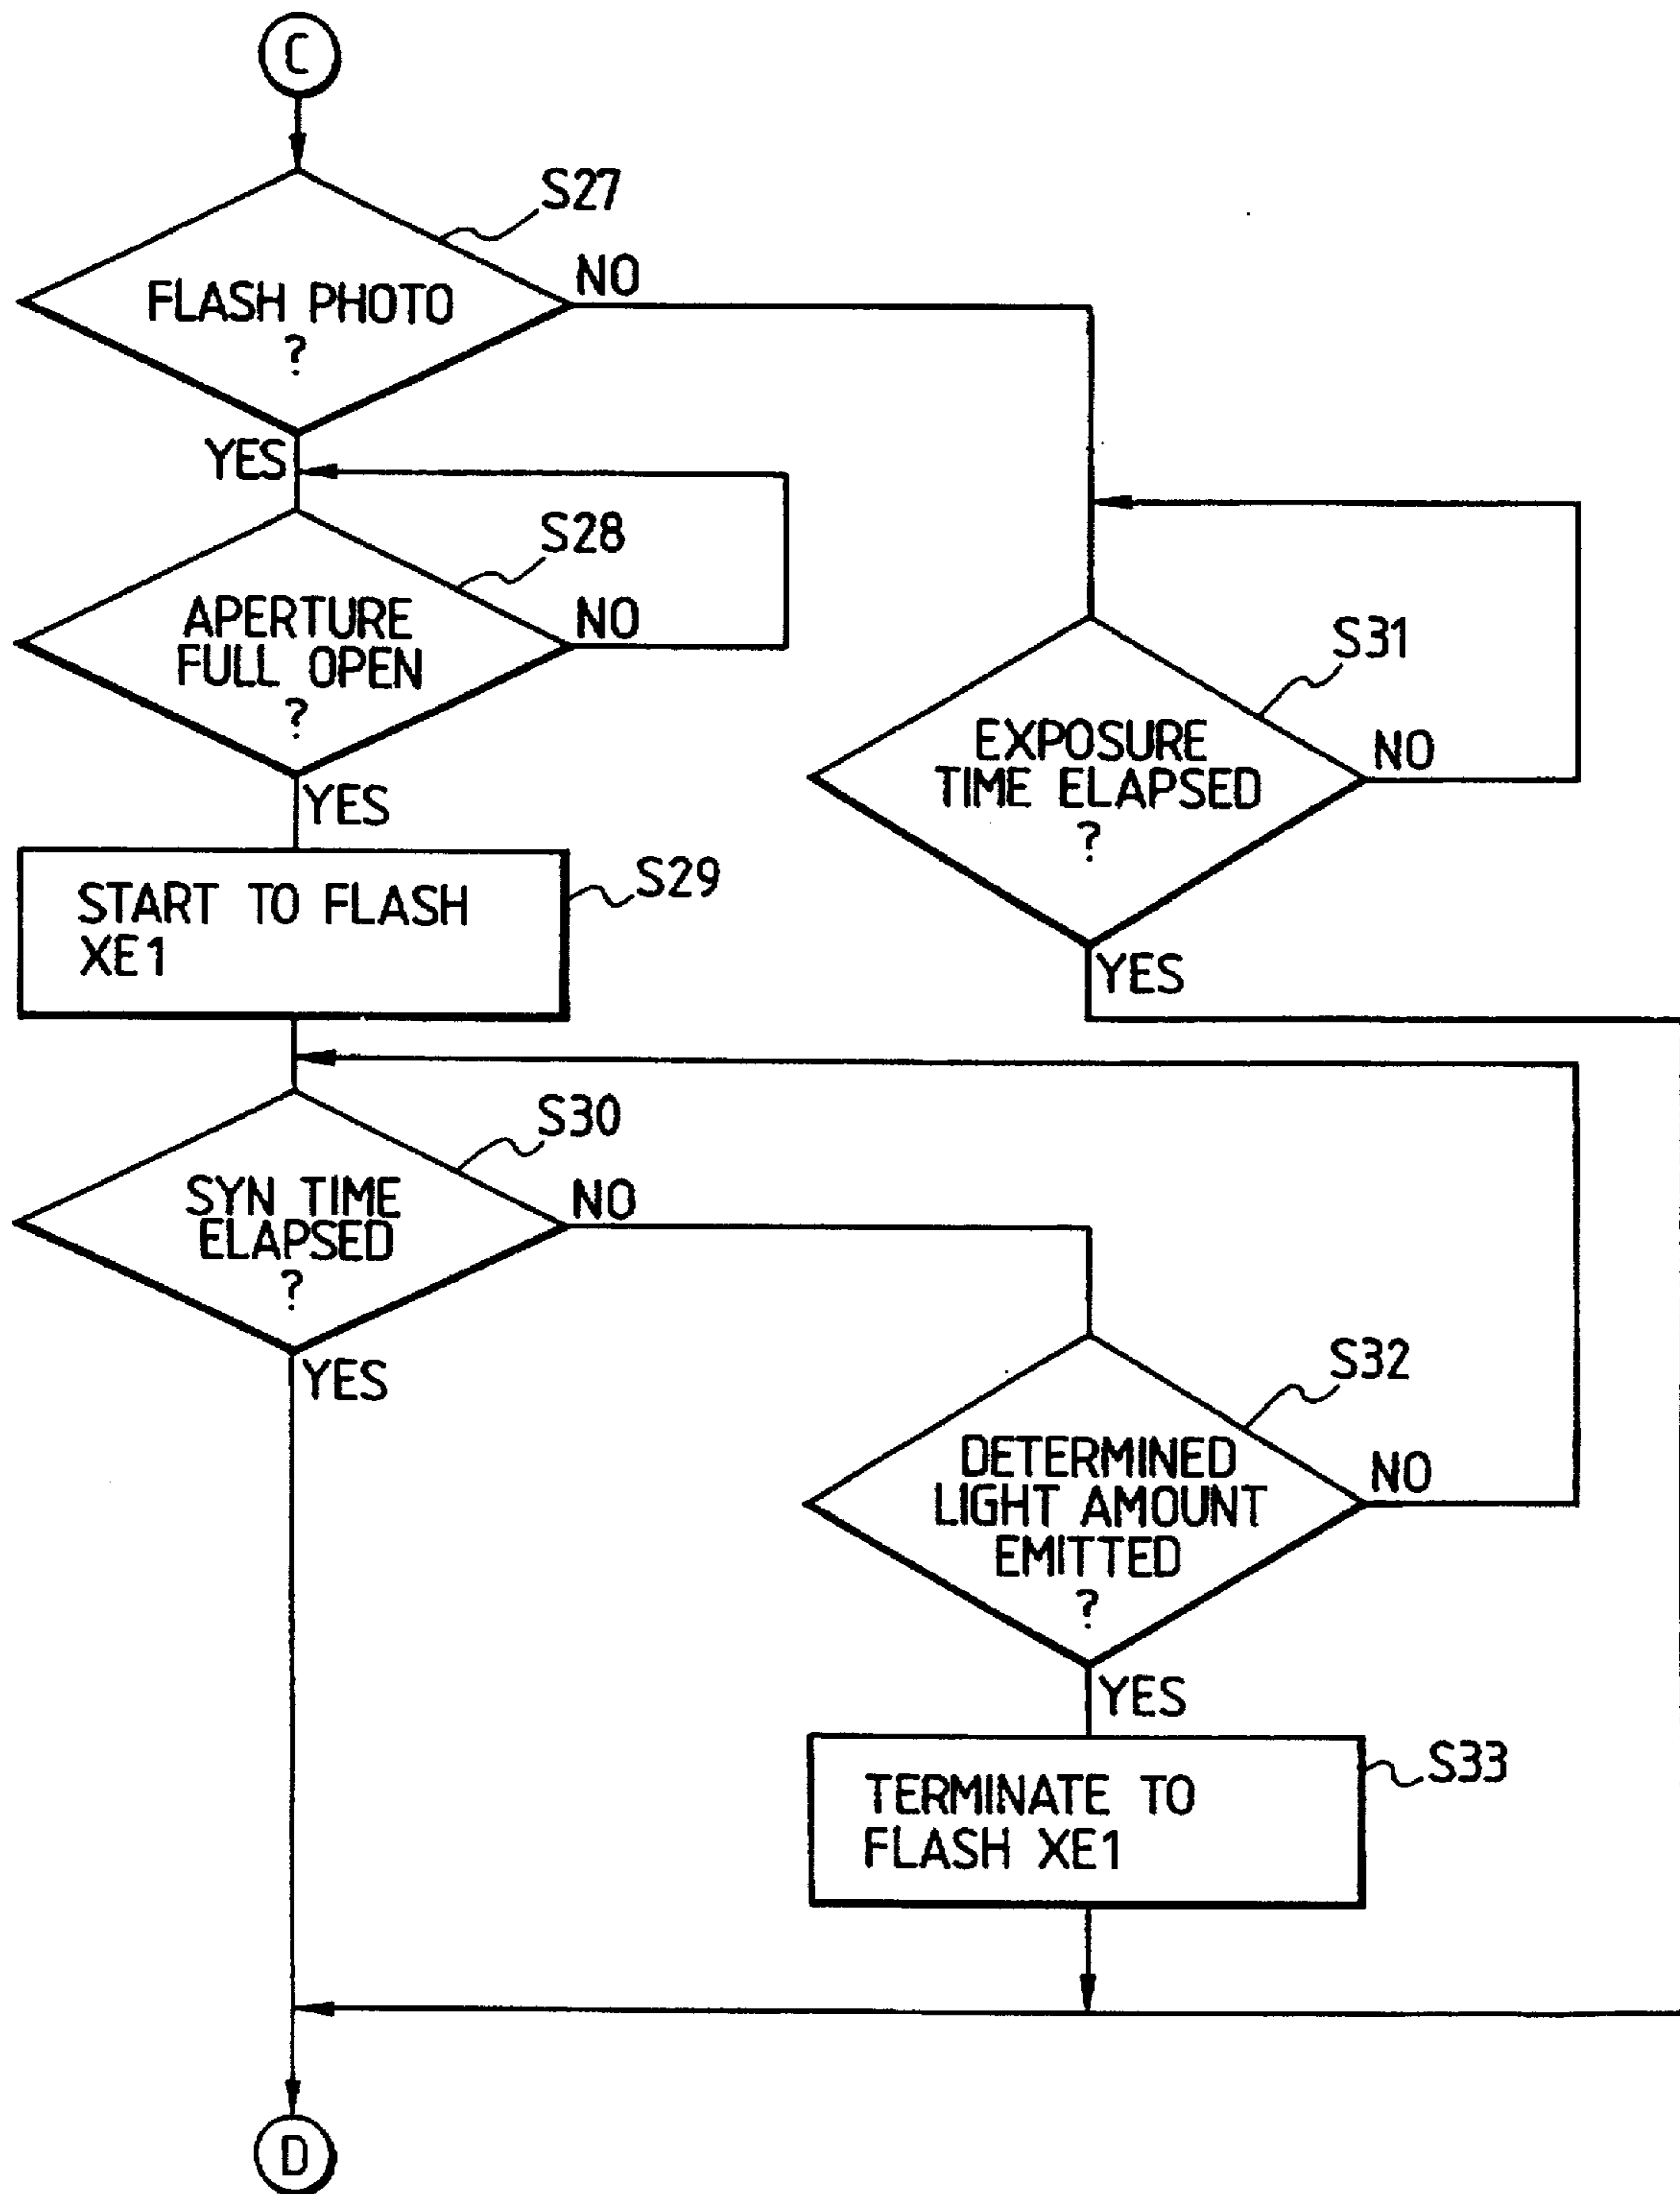 C
S27
FLASH PHOTO
?
NO
YES
S28
APERTURE
FULL OPEN
?
NO
YES
S29
START TO FLASH
XE1
S31
EXPOSURE
TIME ELAPSED
?
NO
YES
S30
SYN TIME
ELAPSED
?
NO
YES
S32
DETERMINED
LIGHT AMOUNT
EMITTED
?
NO
YES
S33
TERMINATE TO
FLASH XE1
D